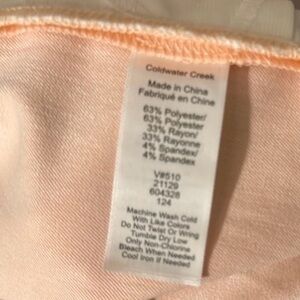 Coldwater Creek
Made in China
Fabriqué en Chine
63% Polyester/
63% Polyester
33% Rayon/
33% Rayonne
4% Spandex/
4% Spandex
V#510
21129
604328
124
Machine Wash Cold
With Like Colors
Do Not Twist Or Wring
Tumble Dry Low
Only Non-Chlorine
Bleach When Needed
Cool Iron if Needed